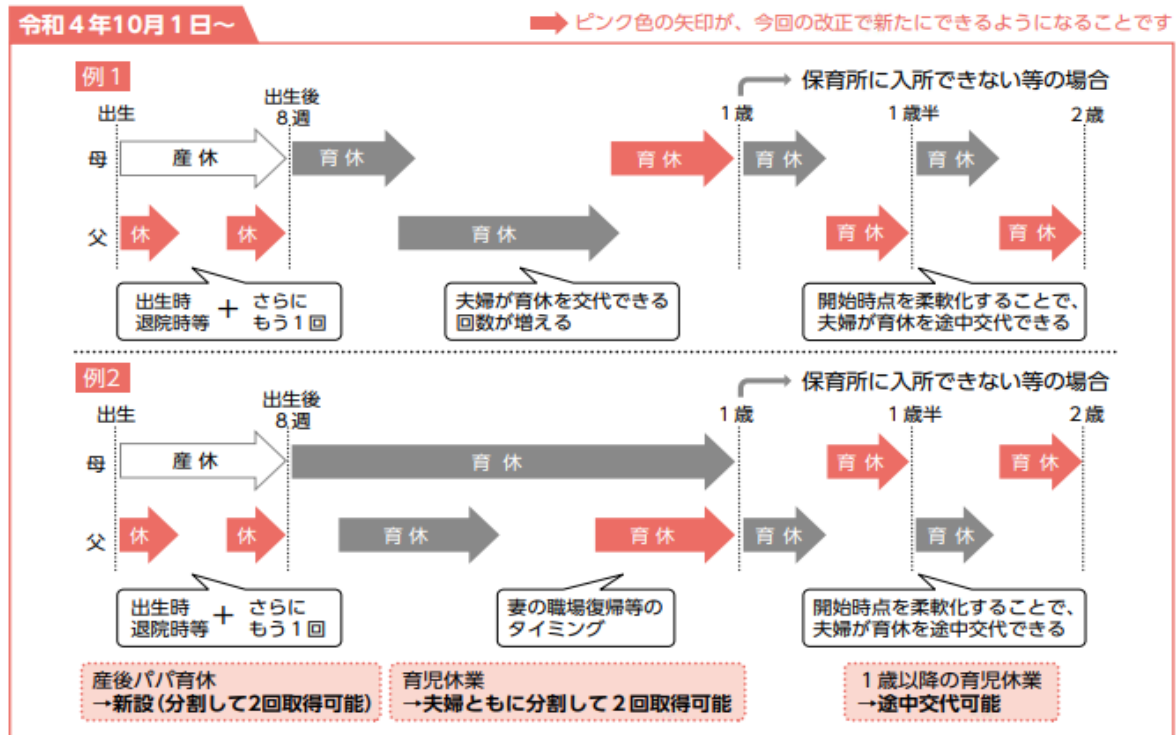 令和4年10月1日～
ピンク色の矢印が、今回の改正で新たにできるようになることです
例1
保育所に入所できない等の場合
出生
出生後
8週
1歳
1歳半
2歳
母
産休
育休
育休
育休
育休
父
休
休
育休
育休
育休
出生時
退院時等
＋
さらに
もう1回
夫婦が育休を交代できる
回数が増える
開始時点を柔軟化することで、
夫婦が育休を途中交代できる
例2
保育所に入所できない等の場合
出生
出生後
8週
1歳
1歳半
2歳
母
産休
育休
育休
育休
父
休
休
育休
育休
育休
育休
出生時
退院時等
＋
さらに
もう1回
妻の職場復帰等の
タイミング
開始時点を柔軟化することで、
夫婦が育休を途中交代できる
産後パパ育休
→新設（分割して2回取得可能）
育児休業
→夫婦ともに分割して2回取得可能
1歳以降の育児休業
→途中交代可能